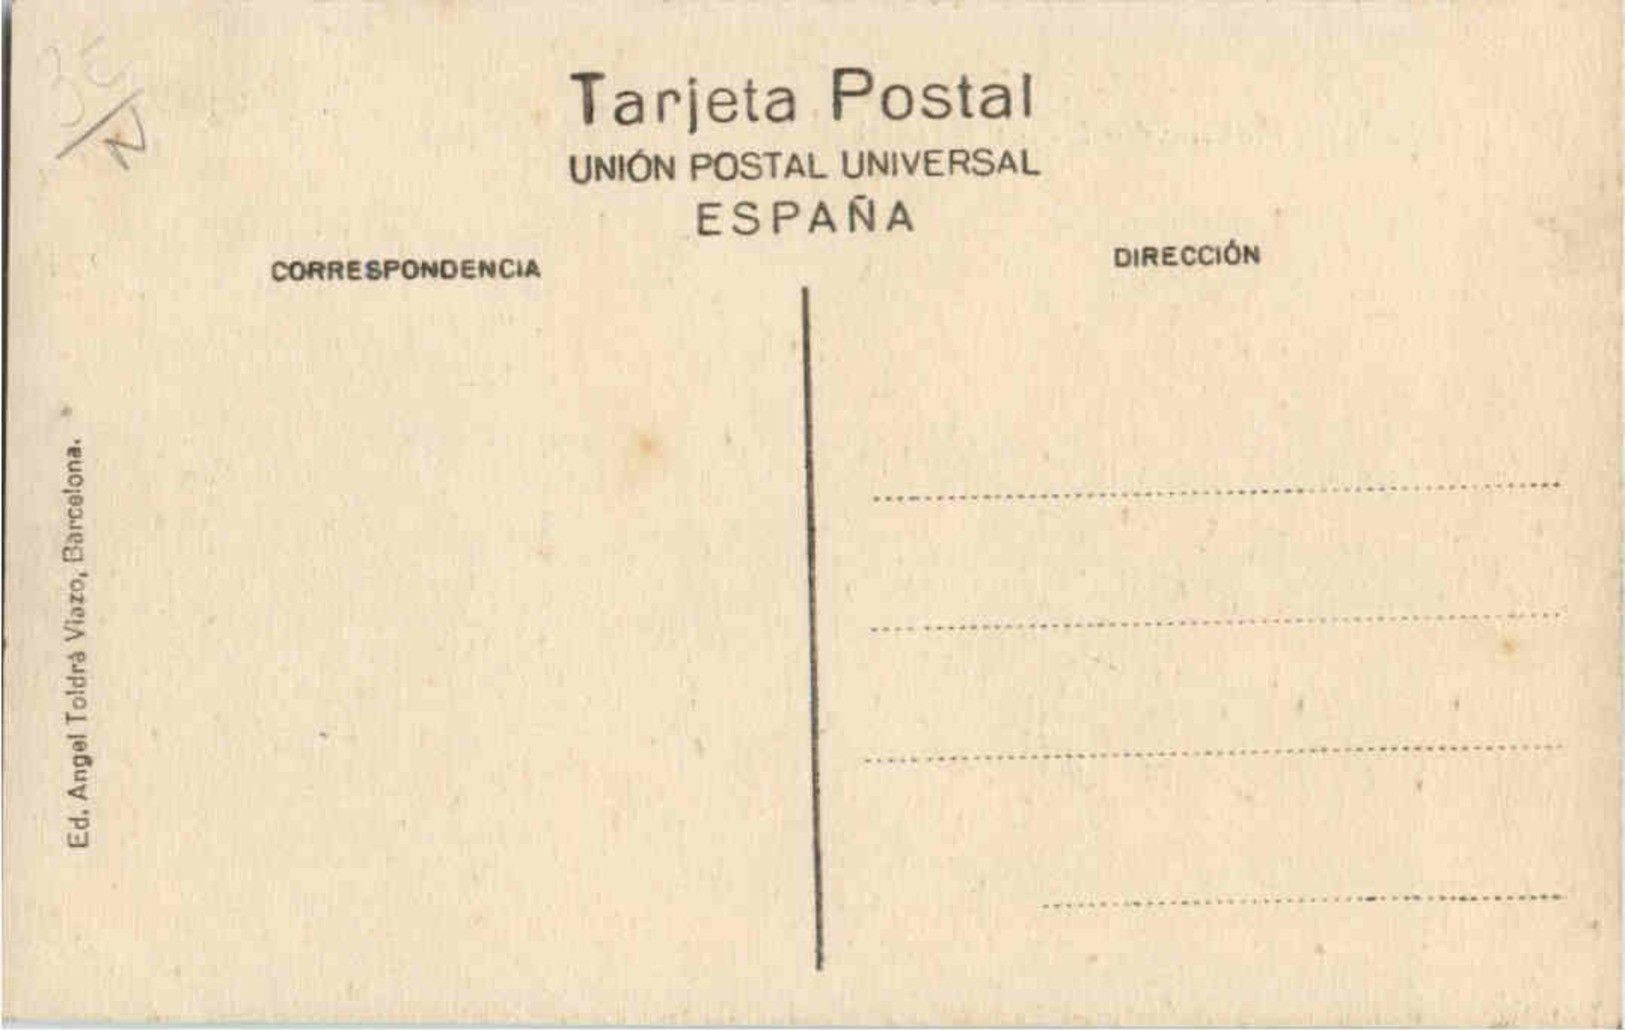 Tarjeta Postal
UNIÓN POSTAL UNIVERSAL
ESPAÑA
CORRESPONDENCIA
DIRECCIÓN
Ed. Angel Toldrá Viazo, Barcelona.